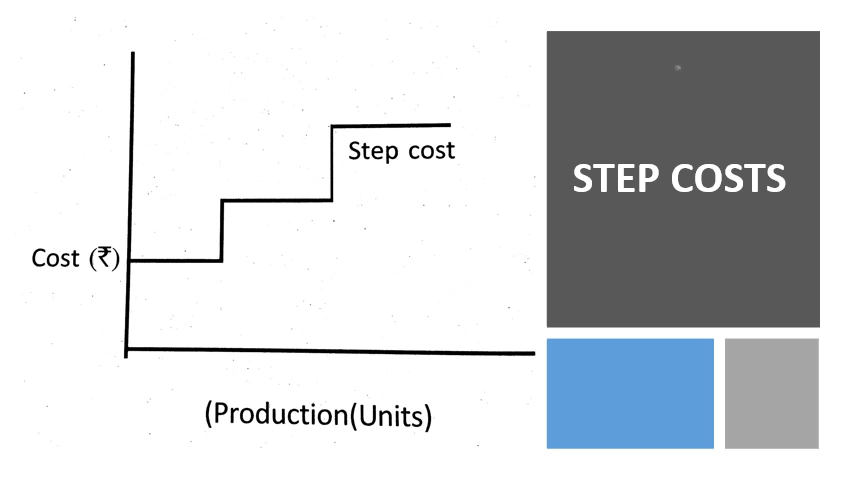 Step cost
Cost (₹)
(Production(Units)
STEP COSTS